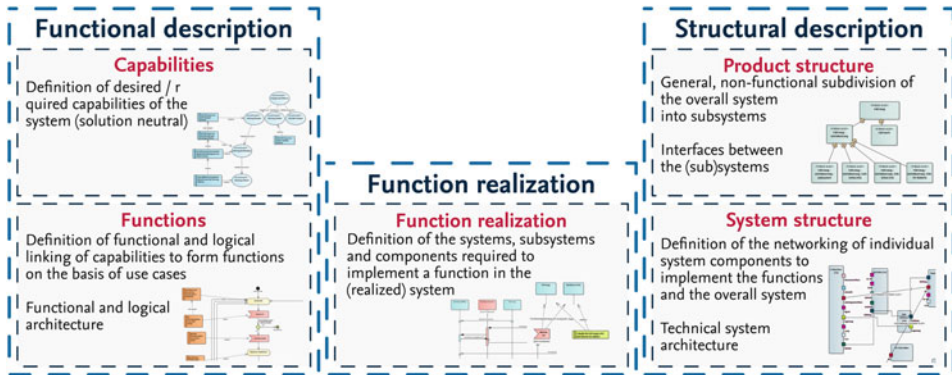 Functional description
Capabilities
Definition of desired / r
quired capabilities of the
system (solution neutral)
Functions
Definition of functional and logical
linking of capabilities to form functions
on the basis of use cases
Functional and logical
architecture
Function realization
Function realization
Definition of the systems, subsystems
and components required to
implement a function in the
(realized) system
Structural description
Product structure
General, non-functional subdivision of
the overall system
into subsystems
Interfaces between
the (sub)systems
System structure
Definition of the networking of individual
system components to
implement the functions
and the overall system
Technical system
architecture